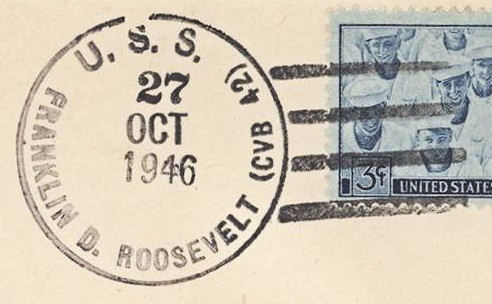 U. S. S.
FRANKLIN D. ROOSEVELT (CVB 42)
27
OCT
1946
3¢
UNITED STATES